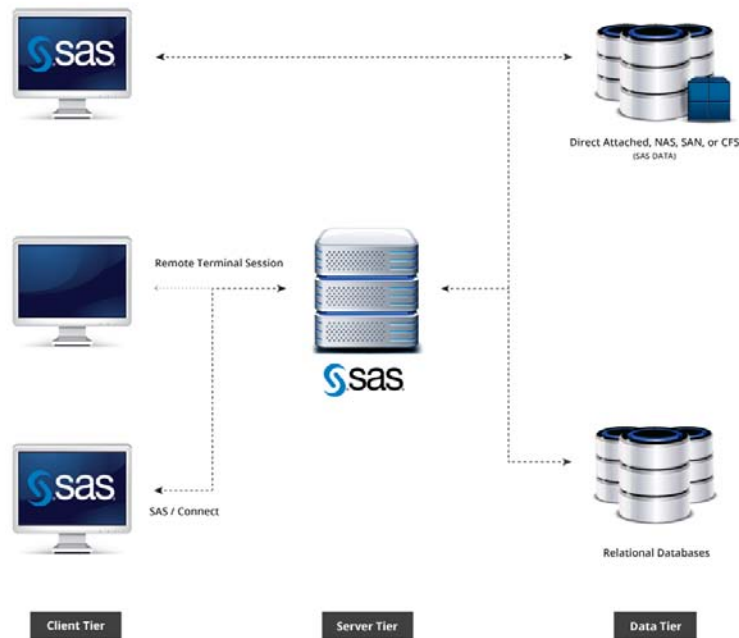 sas
Direct Attached, NAS, SAN, or CFS
(SAS DATA)
Remote Terminal Session
sas
sas
SAS / Connect
Relational Databases
Client Tier
Server Tier
Data Tier